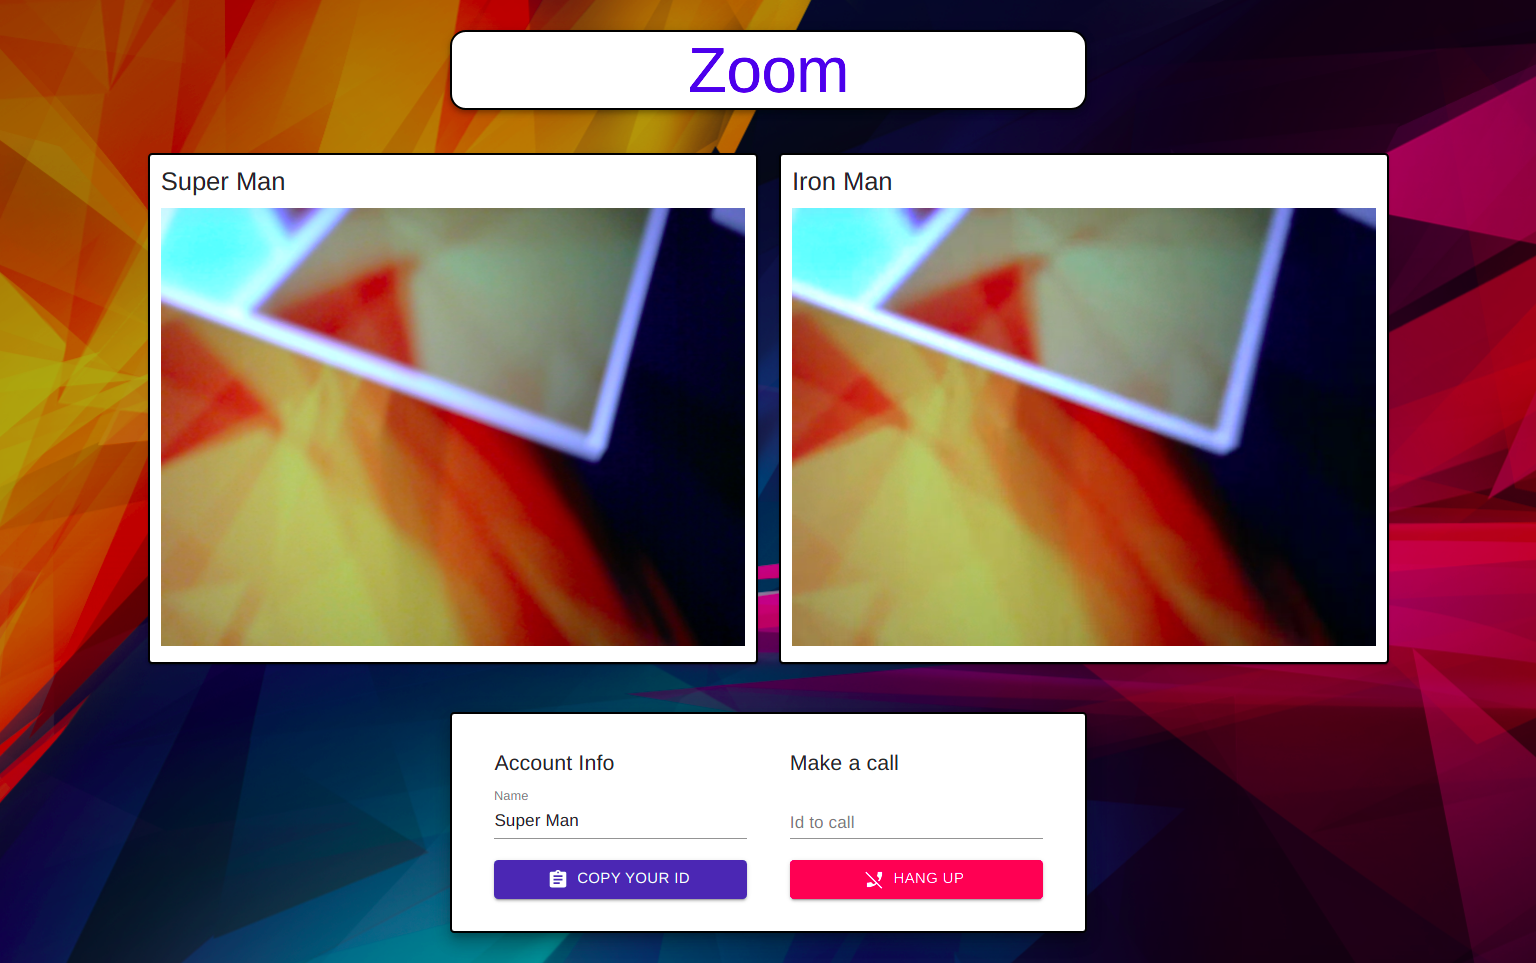 Zoom
Super Man
Iron Man
Account Info
Name
Super Man
COPY YOUR ID
Make a call
Id to call
HANG UP